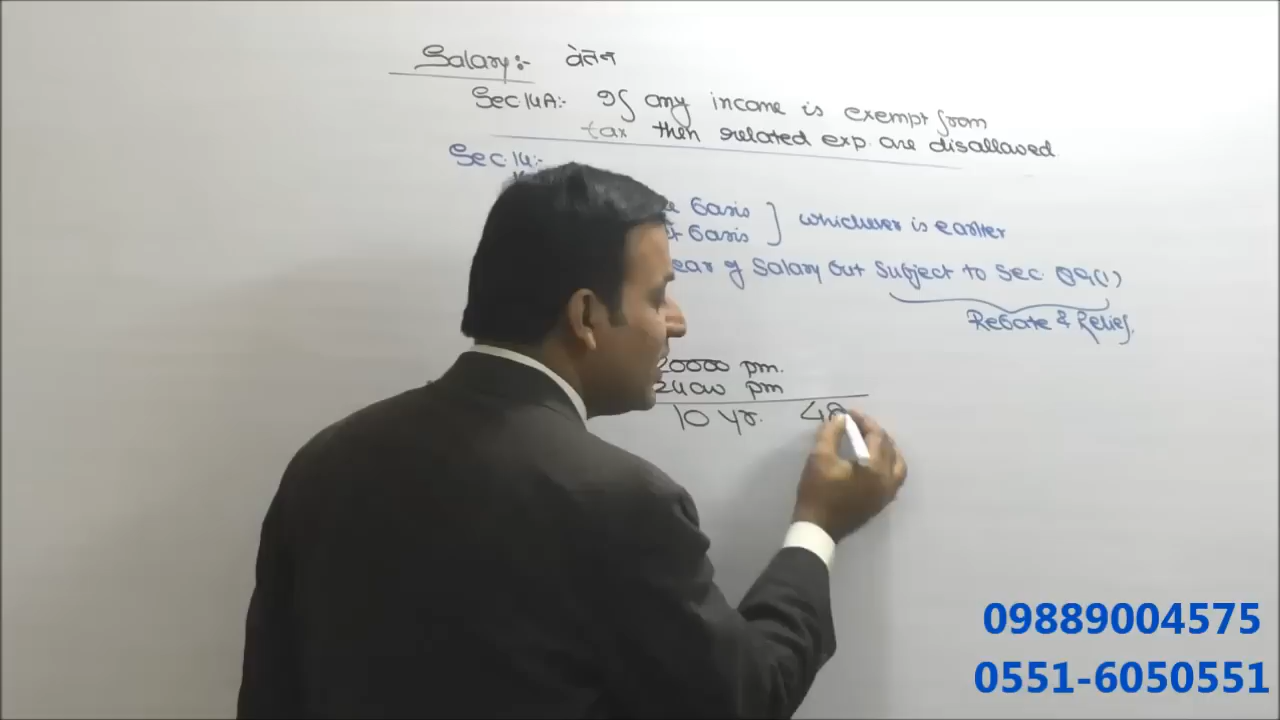 Salary:- वेतन
Sec 14A:- If any income is exempt from
tax then related exp. are disallowed
Sec. 14:-
Basis
Basis } whichever is earlier
of Salary but Subject to Sec. 89(1)
Rebate & Relief.
20000 pm.
pm
10 yr. 48
09889004575
0551-6050551